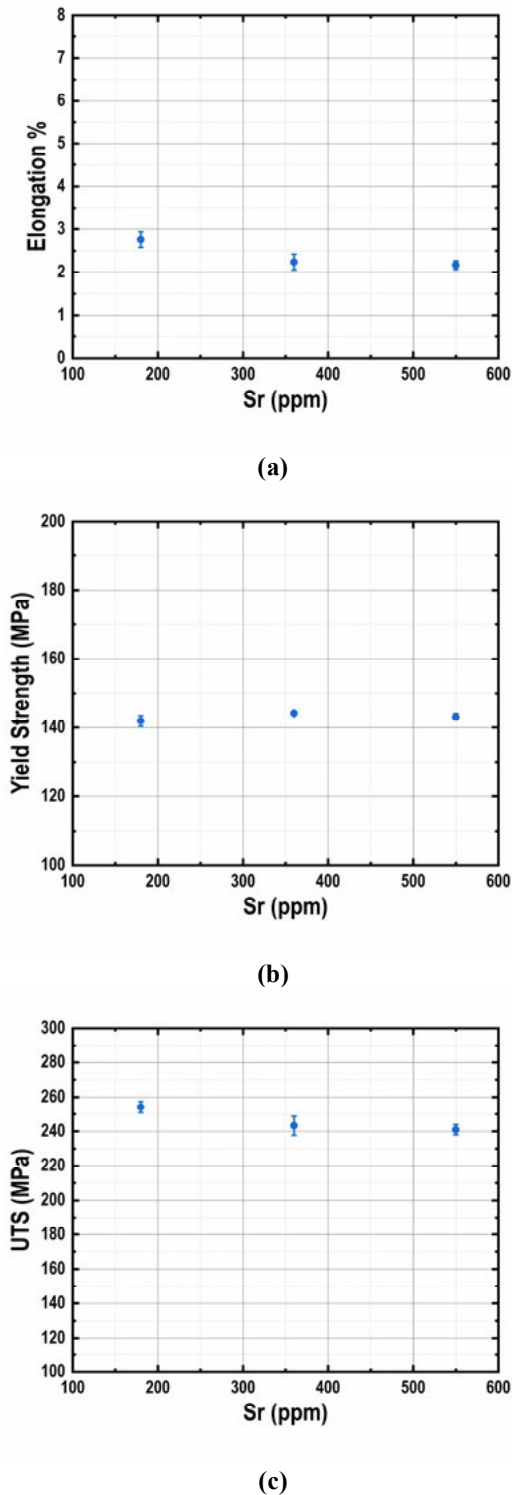 8
7
6
5
4
3
2
1
0
Elongation %
100 200 300 400 500 600
Sr (ppm)
(a)
200
180
160
140
120
100
Yield Strength (MPa)
100 200 300 400 500 600
Sr (ppm)
(b)
300
280
260
240
220
200
180
160
140
120
100
UTS (MPa)
100 200 300 400 500 600
Sr (ppm)
(c)